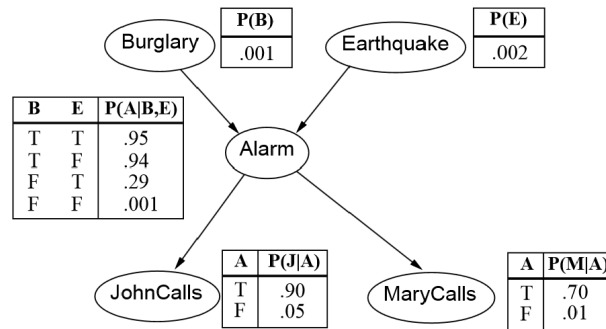 Burglary
P(B)
.001
Earthquake
P(E)
.002
B E P(A|B,E)
T T .95
T F .94
F T .29
F F .001
Alarm
JohnCalls
A P(J|A)
T .90
F .05
MaryCalls
A P(M|A)
T .70
F .01